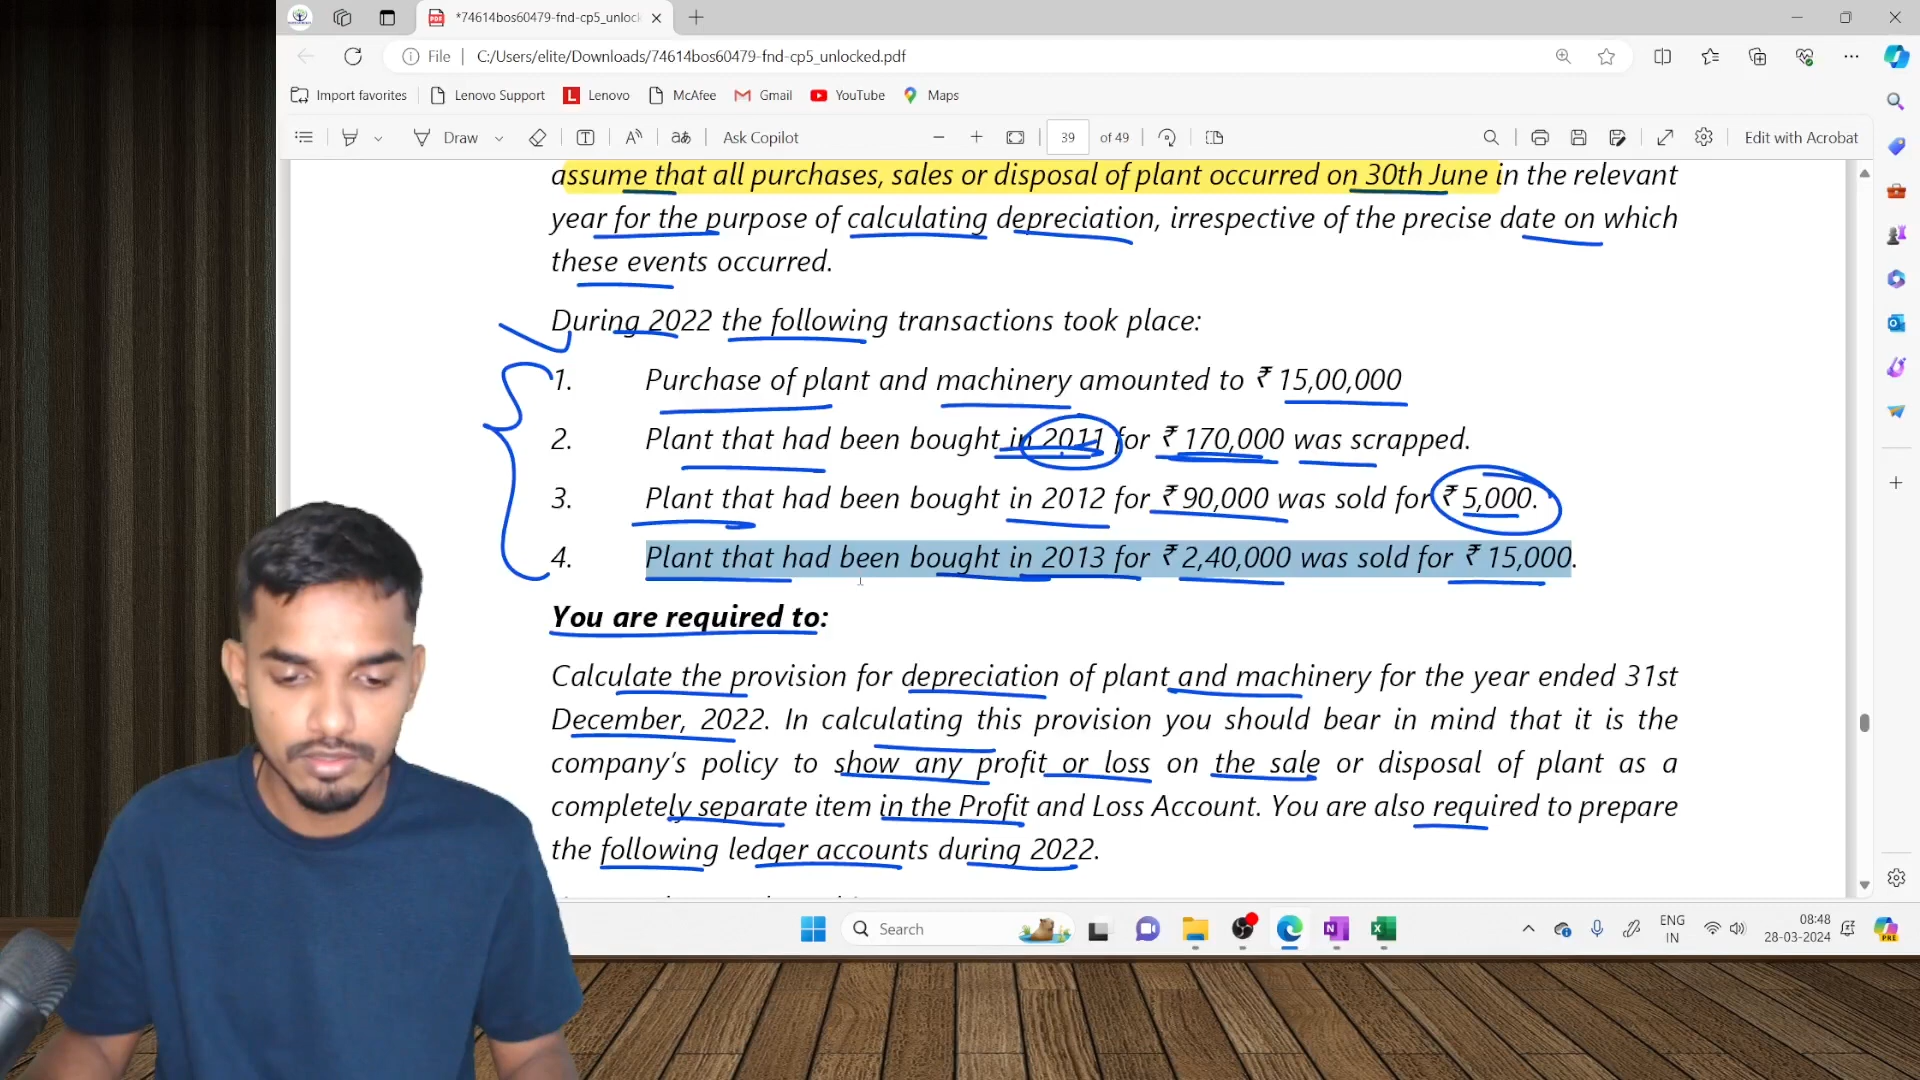 *74614bos60479-fnd-cp5_unlock
File
C:/Users/elite/Downloads/74614bos60479-fnd-cp5_unlocked.pdf
Import favorites
Lenovo Support
L Lenovo
McAfee
Gmail
YouTube
Maps
Draw
Ask Copilot
39 of 49
Edit with Acrobat
assume that all purchases, sales or disposal of plant occurred on 30th June in the relevant
year for the purpose of calculating depreciation, irrespective of the precise date on which
these events occurred.
During 2022 the following transactions took place:
1. Purchase of plant and machinery amounted to ₹ 15,00,000
2. Plant that had been bought in 2011 for ₹ 170,000 was scrapped.
3. Plant that had been bought in 2012 for ₹ 90,000 was sold for ₹ 5,000.
4. Plant that had been bought in 2013 for ₹ 2,40,000 was sold for ₹ 15,000.
You are required to:
Calculate the provision for depreciation of plant and machinery for the year ended 31st
December, 2022. In calculating this provision you should bear in mind that it is the
company's policy to show any profit or loss on the sale or disposal of plant as a
completely separate item in the Profit and Loss Account. You are also required to prepare
the following ledger accounts during 2022.
Search
ENG
IN
08:48
28-03-2024